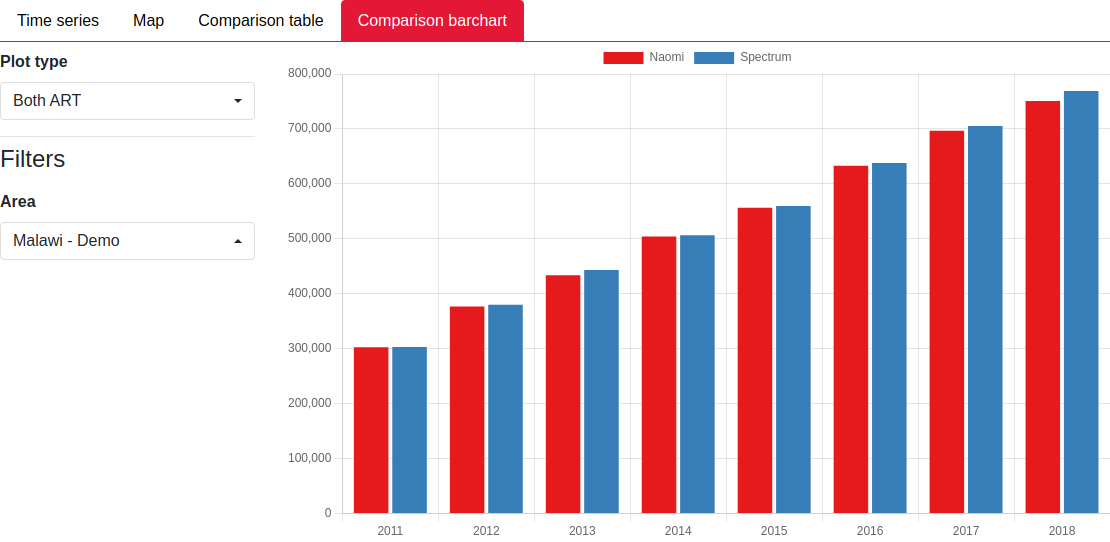 Time series Map Comparison table Comparison barchart
Plot type
Both ART
Filters
Area
Malawi - Demo
Naomi Spectrum
800,000
700,000
600,000
500,000
400,000
300,000
200,000
100,000
0
2011 2012 2013 2014 2015 2016 2017 2018